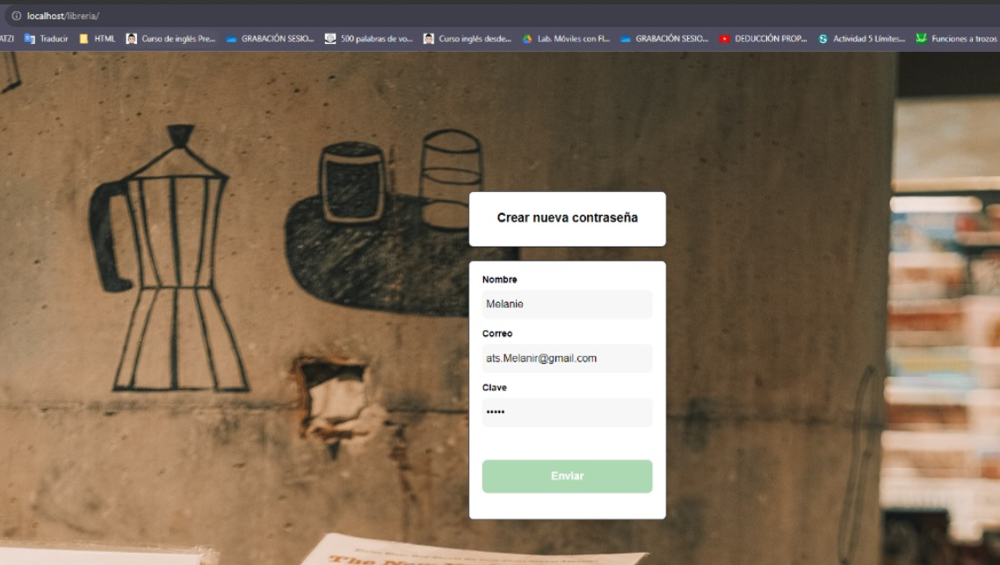 localhost/libreria/
ATZI Traducir HTML Curso de inglés Pre... GRABACIÓN SESIO... 500 palabras de vo... Curso inglés desde... Lab. Móviles con Fl... GRABACIÓN SESIO... DEDUCCIÓN PROP... Actividad 5 Límites... Funciones a trozos
Crear nueva contraseña
Nombre
Melanie
Correo
ats.Melanir@gmail.com
Clave
•••••
Enviar
The New